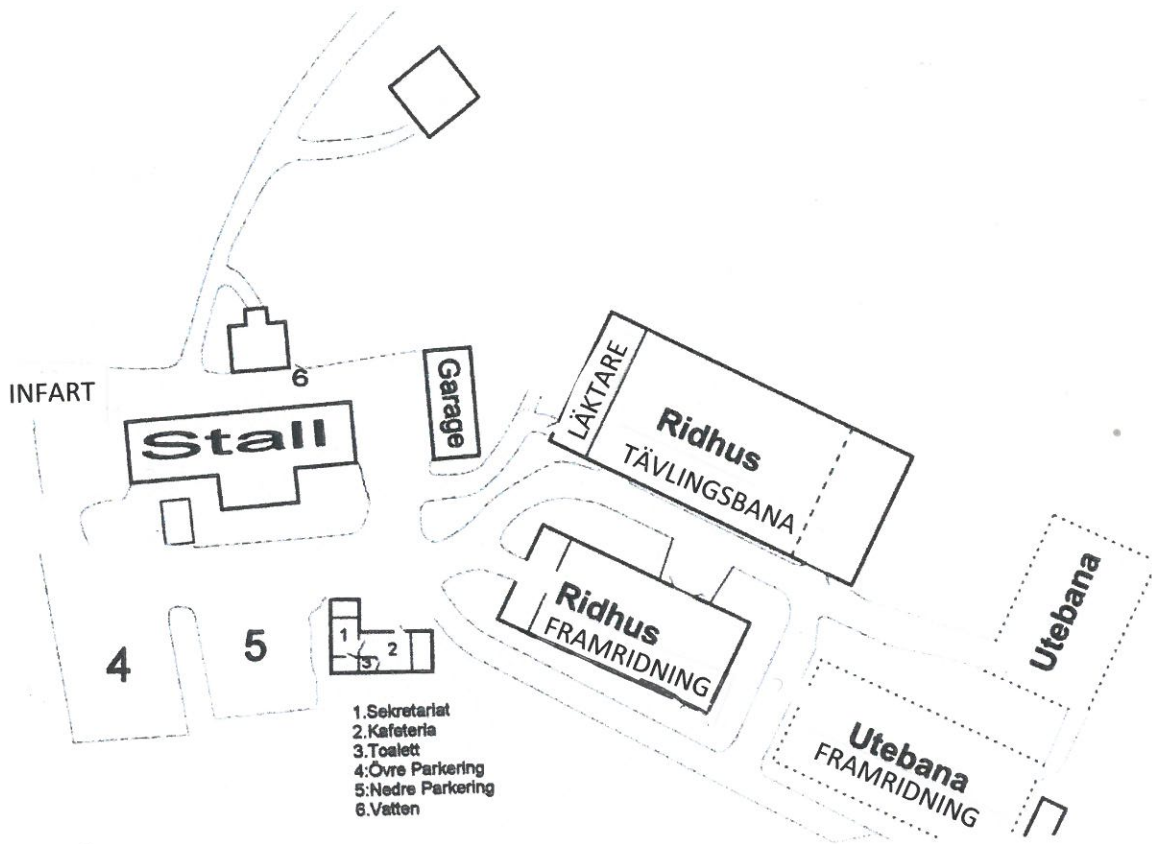 INFART
6
Stall
Garage
LÄKTARE
Ridhus
TÄVLINGSBANA
Ridhus
FRAMRIDNING
Utebana
Utebana
FRAMRIDNING
4
5
1
2
3
1.Sekretariat
2.Kafeteria
3.Toalett
4:Övre Parkering
5:Nedre Parkering
6.Vatten